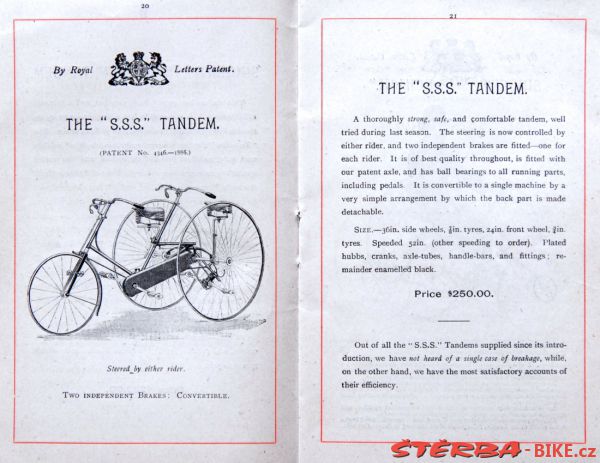 20
By Royal Letters Patent.
THE "S.S.S." TANDEM.
(PATENT No. 4346.—1886.)
Steered by either rider.
TWO INDEPENDENT BRAKES: CONVERTIBLE.
21
THE "S.S.S." TANDEM.
A thoroughly strong, safe, and comfortable tandem, well
tried during last season. The steering is now controlled by
either rider, and two independent brakes are fitted—one for
each rider. It is of best quality throughout, is fitted with
our patent axle, and has ball bearings to all running parts,
including pedals. It is convertible to a single machine by a
very simple arrangement by which the back part is made
detachable.
SIZE.—36in. side wheels, ⅞in. tyres, 24in. front wheel, ¾in.
tyres. Speeded 52in. (other speeding to order). Plated
hubbs, cranks, axle-tubes, handle-bars, and fittings; re-
mainder enamelled black.
Price $250.00.
Out of all the "S.S.S." Tandems supplied since its intro-
duction, we have not heard of a single case of breakage, while,
on the other hand, we have the most satisfactory accounts of
their efficiency.
ŠTĚRBA-BIKE.cz